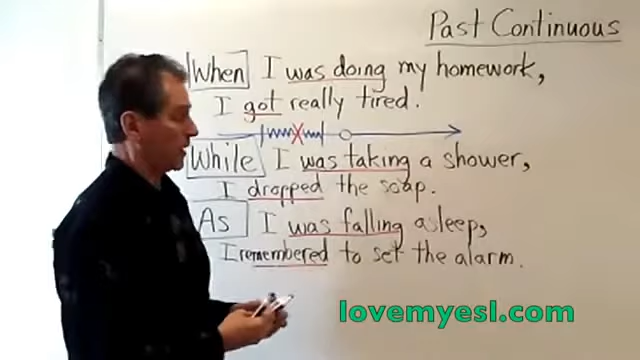 Past Continuous
When I was doing my homework,
I got really tired.
While I was taking a shower,
I dropped the soap.
As I was falling asleep,
I remembered to set the alarm.
lovemyesl.com